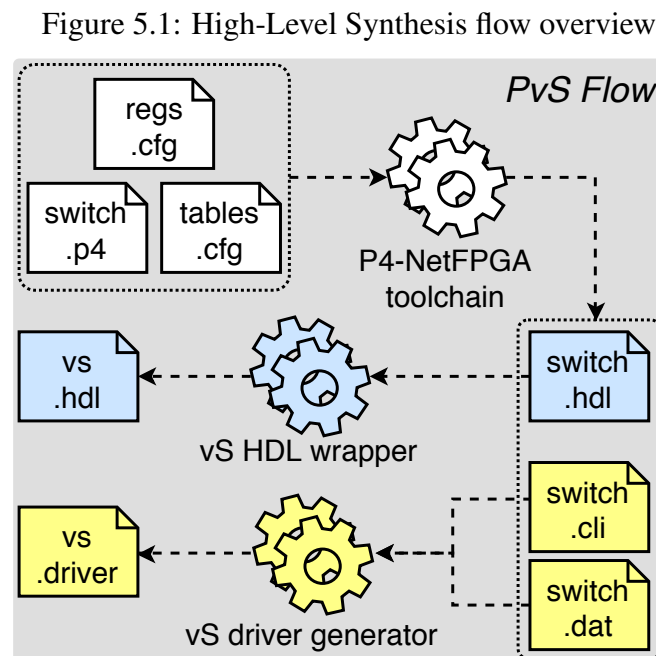 Figure 5.1: High-Level Synthesis flow overview
PvS Flow
regs
.cfg
switch
.p4
tables
.cfg
P4-NetFPGA
toolchain
vs
.hdl
vS HDL wrapper
switch
.hdl
switch
.cli
vs
.driver
vS driver generator
switch
.dat